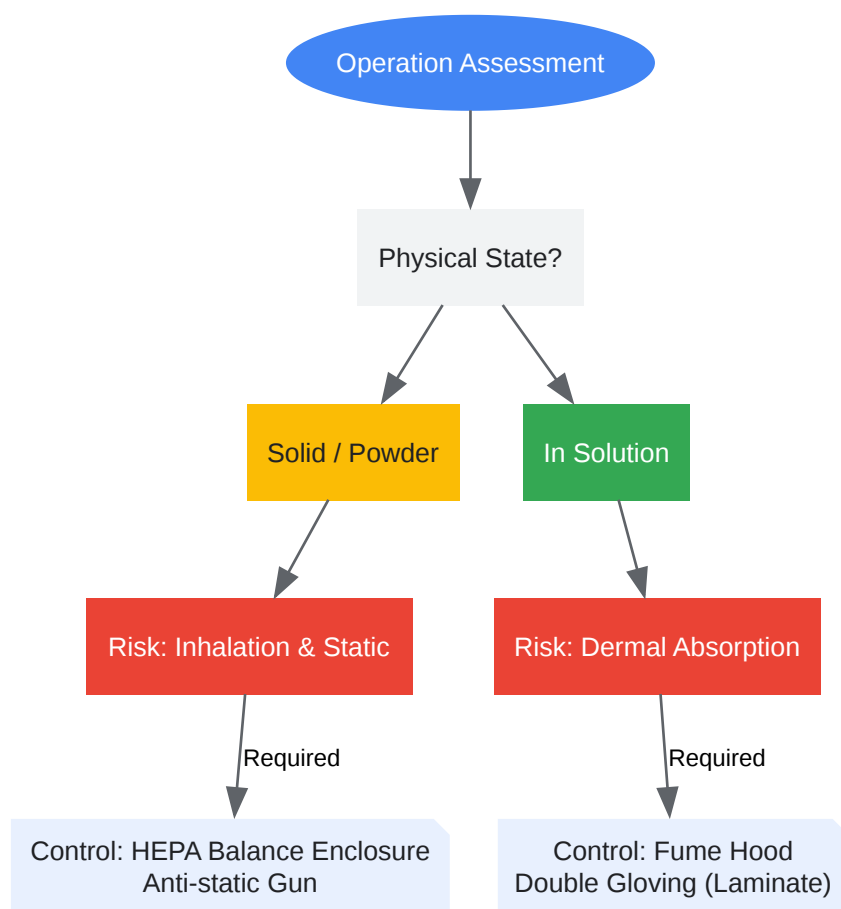 Operation Assessment
Physical State?
Solid / Powder
In Solution
Risk: Inhalation & Static
Risk: Dermal Absorption
Required
Required
Control: HEPA Balance Enclosure
Anti-static Gun
Control: Fume Hood
Double Gloving (Laminate)